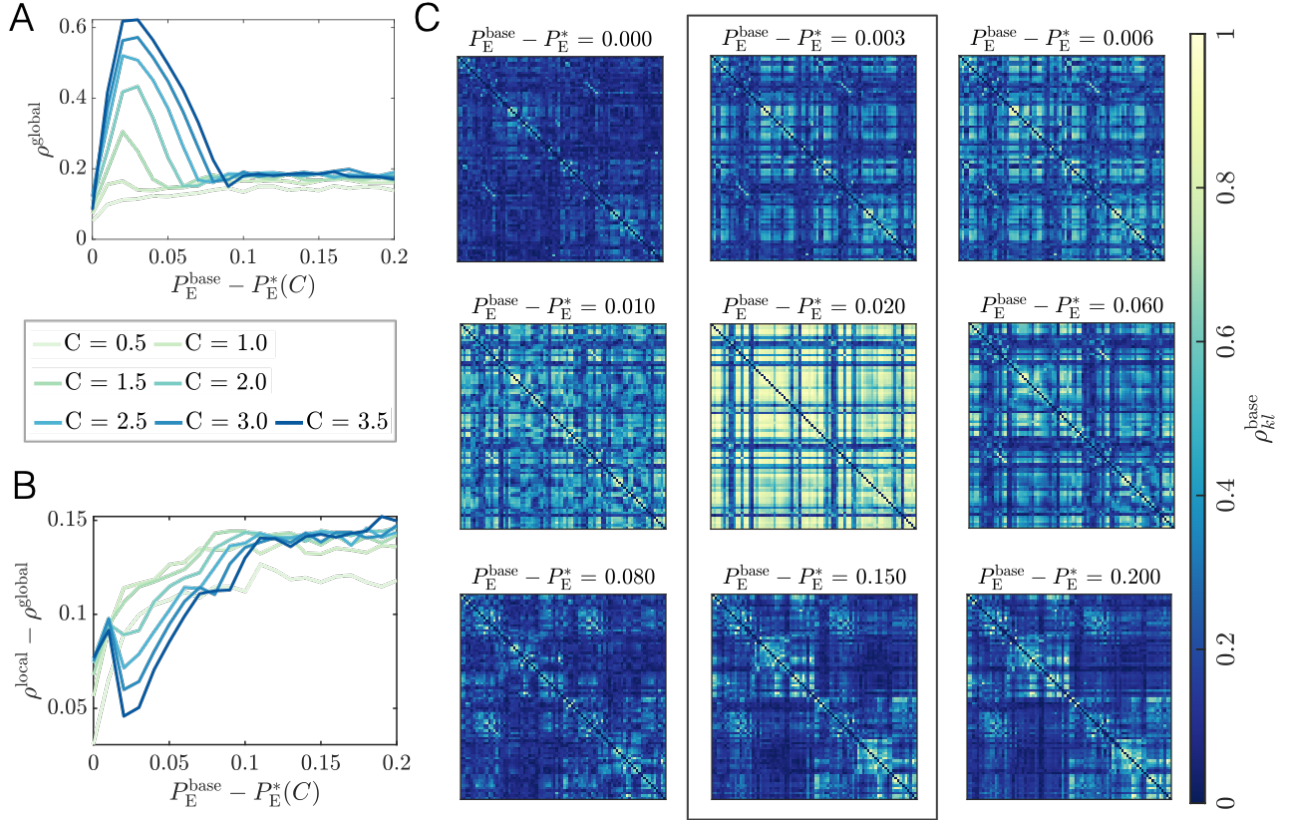 A
0.6
0.4
0.2
0
ρ^global
0 0.05 0.1 0.15 0.2
P_E^base − P_E^*(C)
C = 0.5 C = 1.0
C = 1.5 C = 2.0
C = 2.5 C = 3.0 C = 3.5
B
0.15
0.1
0.05
ρ^local − ρ^global
0 0.05 0.1 0.15 0.2
P_E^base − P_E^*(C)
C
P_E^base − P_E^* = 0.000
P_E^base − P_E^* = 0.003
P_E^base − P_E^* = 0.006
P_E^base − P_E^* = 0.010
P_E^base − P_E^* = 0.020
P_E^base − P_E^* = 0.060
P_E^base − P_E^* = 0.080
P_E^base − P_E^* = 0.150
P_E^base − P_E^* = 0.200
1
0.8
0.6
0.4
0.2
0
ρ_kl^base